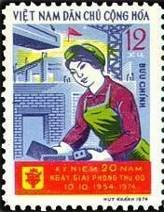 VIỆT NAM DÂN CHỦ CỘNG HÒA
12
XU
BƯU CHÍNH
KỶ NIỆM 20 NĂM
NGÀY GIẢI PHÓNG THỦ ĐÔ
10.10.1954-1974
HUY KHÁNH 1974